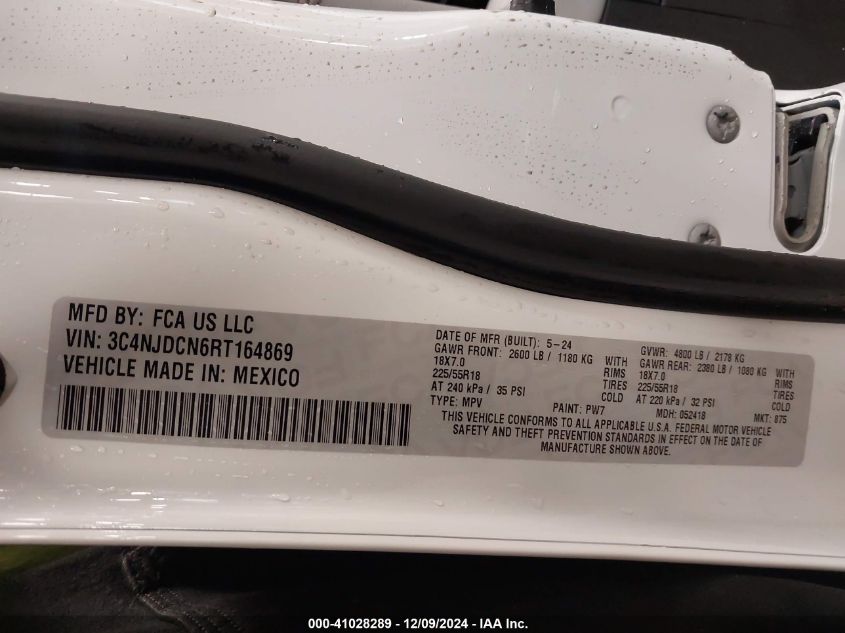 MFD BY: FCA US LLC
VIN: 3C4NJDCN6RT164869
VEHICLE MADE IN: MEXICO
DATE OF MFR (BUILT): 5-24
GAWR FRONT: 2600 LB / 1180 KG WITH
18X7.0 RIMS
225/55R18 TIRES
AT 240 kPa / 35 PSI COLD
TYPE: MPV PAINT: PW7
GVWR: 4800 LB / 2178 KG
GAWR REAR: 2380 LB / 1080 KG WITH
18X7.0 RIMS
225/55R18 TIRES
AT 220 kPa / 32 PSI COLD
MDH: 052418 MKT: 875
THIS VEHICLE CONFORMS TO ALL APPLICABLE U.S.A. FEDERAL MOTOR VEHICLE
SAFETY AND THEFT PREVENTION STANDARDS IN EFFECT ON THE DATE OF
MANUFACTURE SHOWN ABOVE.
000-41028289 - 12/09/2024 - IAA Inc.